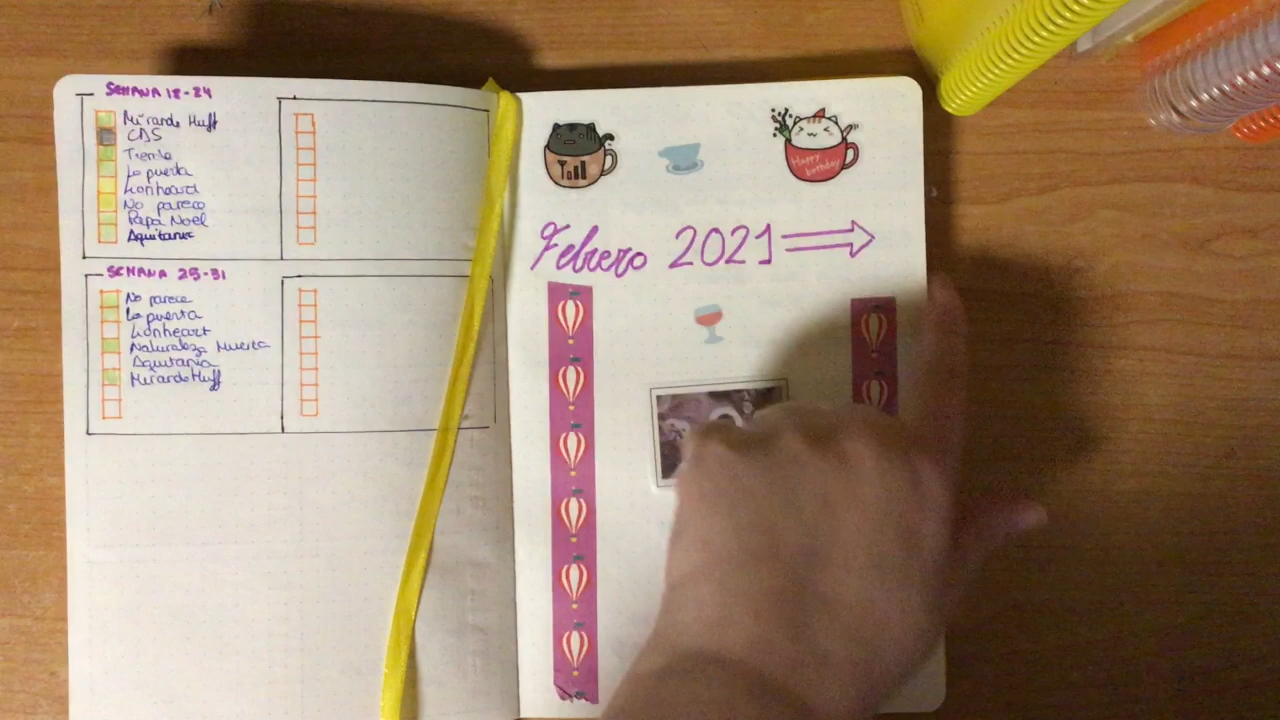 SEMANA 18-24
Mirando Huff
CDS
Tienda
La puerta
Lionheart
No parece
Papa Noel
Aquitania
SEMANA 25-31
No parece
La puerta
Lionheart
Naturaleza Muerta
Aquitania
Mirando Huff
Happy
birthday
Febrero 2021